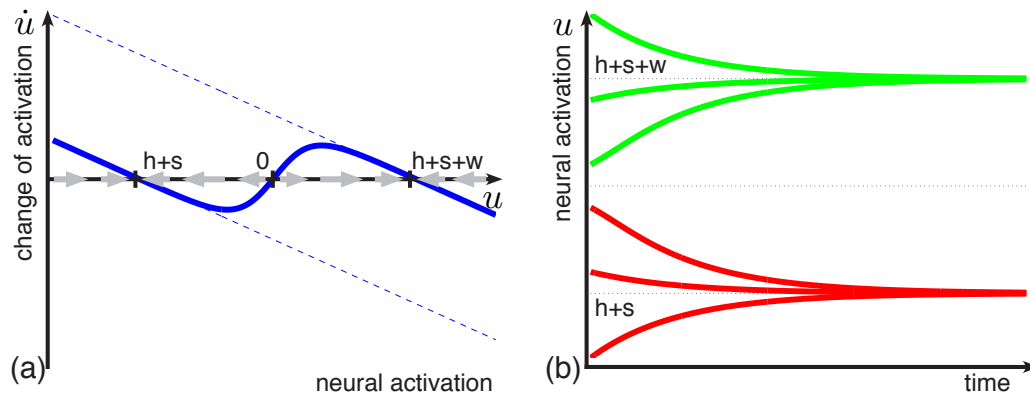 u̇
change of activation
h+s
0
h+s+w
u
neural activation
(a)
u
neural activation
h+s+w
h+s
time
(b)